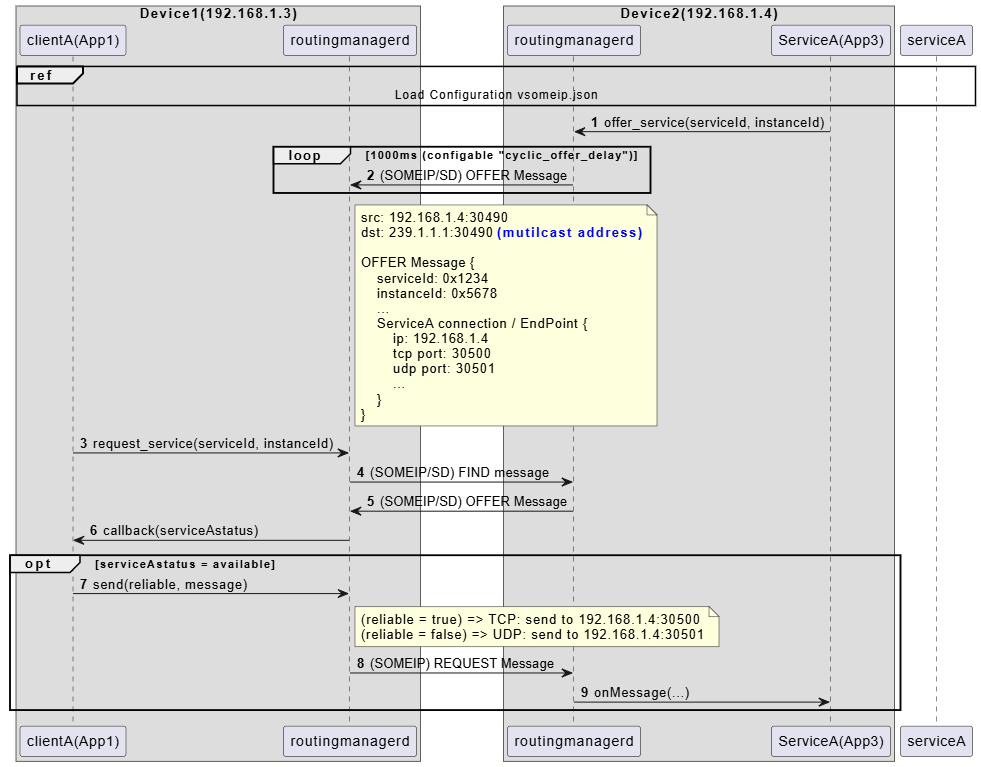 Device1(192.168.1.3)
Device2(192.168.1.4)
clientA(App1)
routingmanagerd
routingmanagerd
ServiceA(App3)
serviceA
ref
Load Configuration vsomeip.json
1 offer_service(serviceId, instanceId)
loop
[1000ms (configable "cyclic_offer_delay")]
2 (SOMEIP/SD) OFFER Message
src: 192.168.1.4:30490
dst: 239.1.1.1:30490 (mutilcast address)
OFFER Message {
serviceId: 0x1234
instanceId: 0x5678
...
ServiceA connection / EndPoint {
ip: 192.168.1.4
tcp port: 30500
udp port: 30501
...
}
}
3 request_service(serviceId, instanceId)
4 (SOMEIP/SD) FIND message
5 (SOMEIP/SD) OFFER Message
6 callback(serviceAstatus)
opt
[serviceAstatus = available]
7 send(reliable, message)
(reliable = true) => TCP: send to 192.168.1.4:30500
(reliable = false) => UDP: send to 192.168.1.4:30501
8 (SOMEIP) REQUEST Message
9 onMessage(...)
clientA(App1)
routingmanagerd
routingmanagerd
ServiceA(App3)
serviceA